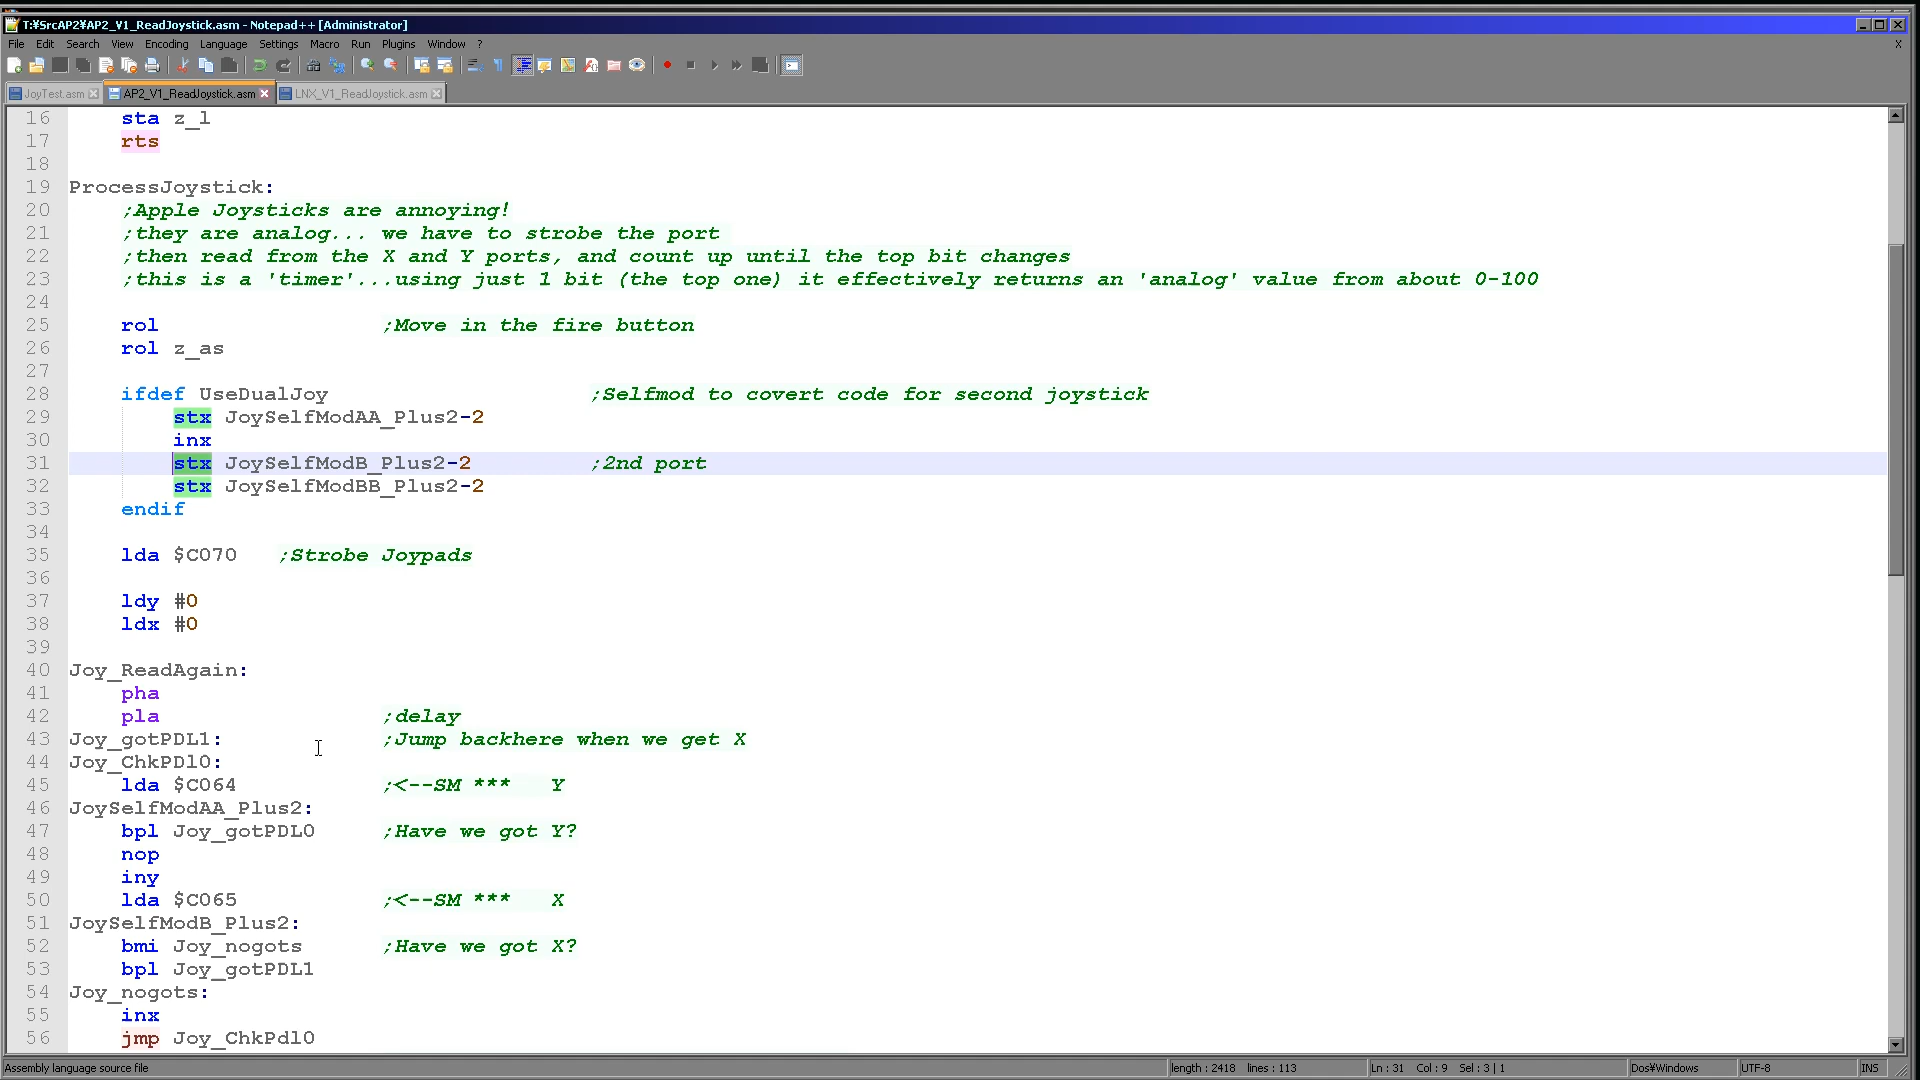 T:¥SrcAP2¥AP2_V1_ReadJoystick.asm - Notepad++ [Administrator]
File Edit Search View Encoding Language Settings Macro Run Plugins Window ? X
JoyTest.asm AP2_V1_ReadJoystick.asm LNX_V1_ReadJoystick.asm
16 sta z_l
17 rts
18
19 ProcessJoystick:
20 ;Apple Joysticks are annoying!
21 ;they are analog... we have to strobe the port
22 ;then read from the X and Y ports, and count up until the top bit changes
23 ;this is a 'timer'...using just 1 bit (the top one) it effectively returns an 'analog' value from about 0-100
24
25 rol ;Move in the fire button
26 rol z_as
27
28 ifdef UseDualJoy ;Selfmod to covert code for second joystick
29 stx JoySelfModAA_Plus2-2
30 inx
31 stx JoySelfModB_Plus2-2 ;2nd port
32 stx JoySelfModBB_Plus2-2
33 endif
34
35 lda $C070 ;Strobe Joypads
36
37 ldy #0
38 ldx #0
39
40 Joy_ReadAgain:
41 pha
42 pla ;delay
43 Joy_gotPDL1: ;Jump backhere when we get X
44 Joy_ChkPDl0:
45 lda $C064 ;<--SM *** Y
46 JoySelfModAA_Plus2:
47 bpl Joy_gotPDL0 ;Have we got Y?
48 nop
49 iny
50 lda $C065 ;<--SM *** X
51 JoySelfModB_Plus2:
52 bmi Joy_nogots ;Have we got X?
53 bpl Joy_gotPDL1
54 Joy_nogots:
55 inx
56 jmp Joy_ChkPdl0
Assembly language source file length : 2418 lines : 113 Ln : 31 Col : 9 Sel : 3 | 1 Dos¥Windows UTF-8 INS